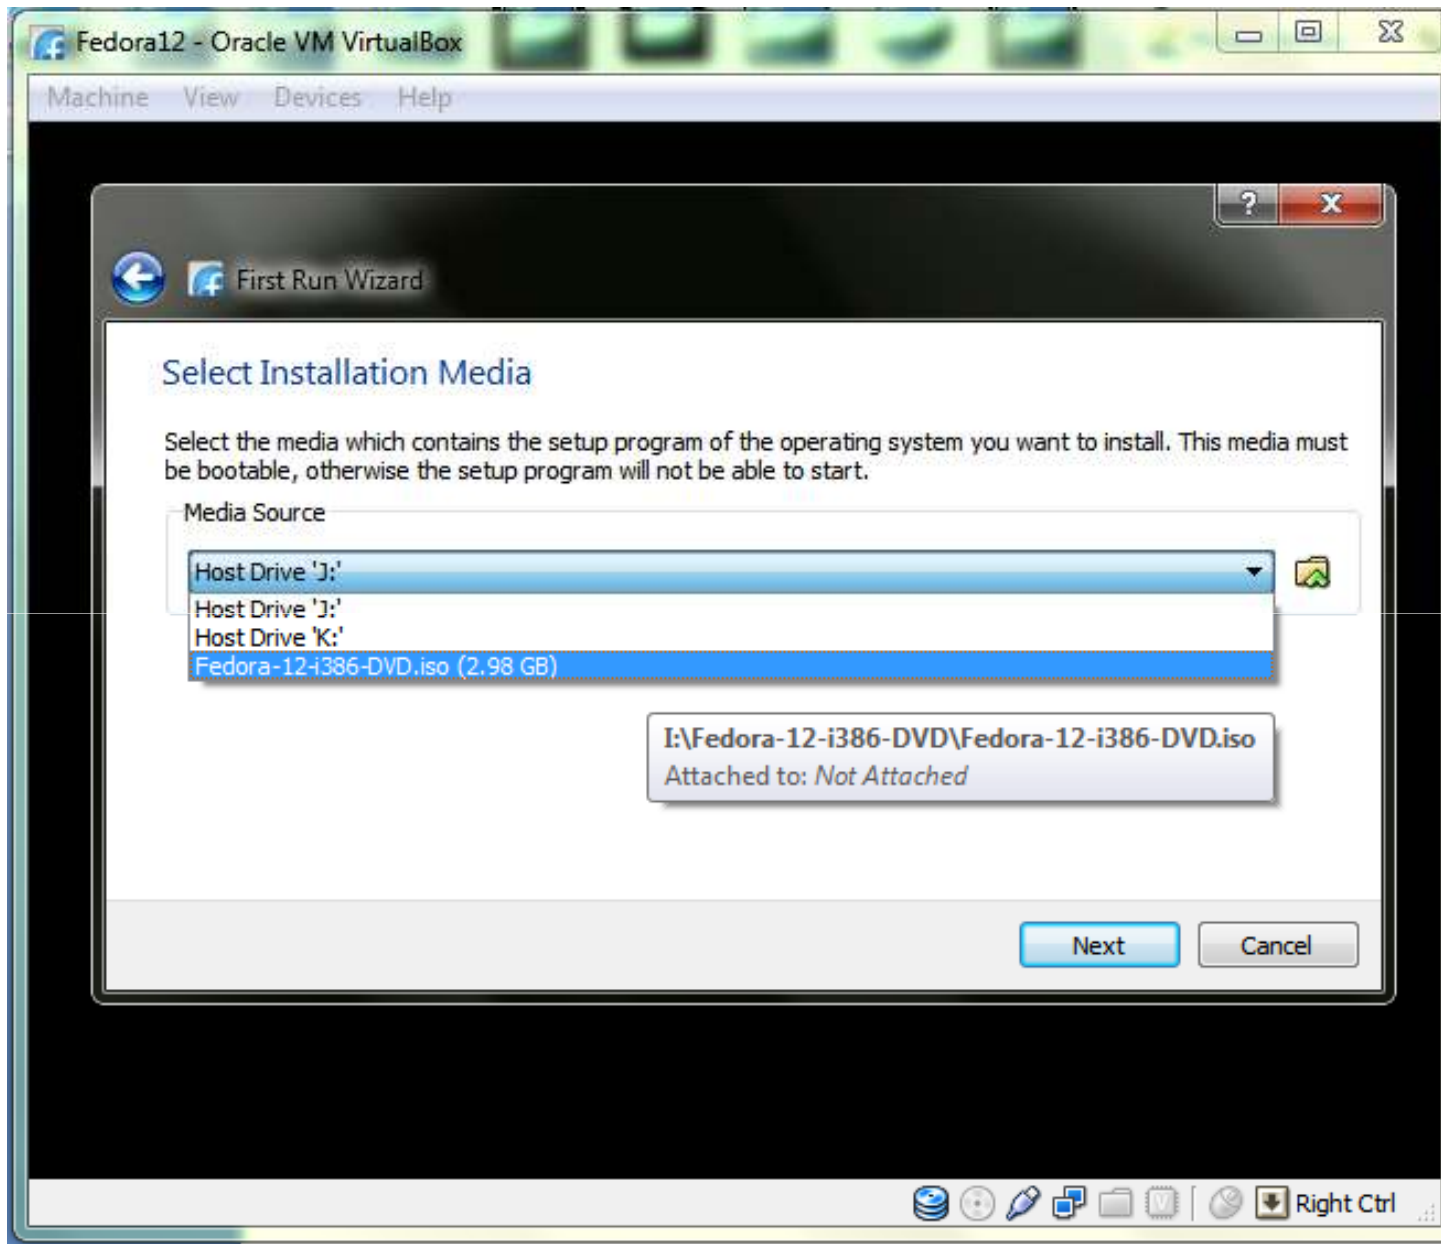 Fedora12 - Oracle VM VirtualBox
Machine View Devices Help
?
First Run Wizard
Select Installation Media
Select the media which contains the setup program of the operating system you want to install. This media must
be bootable, otherwise the setup program will not be able to start.
Media Source
Host Drive 'J:'
Host Drive 'J:'
Host Drive 'K:'
Fedora-12-i386-DVD.iso (2.98 GB)
I:\Fedora-12-i386-DVD\Fedora-12-i386-DVD.iso
Attached to: Not Attached
Next Cancel
Right Ctrl